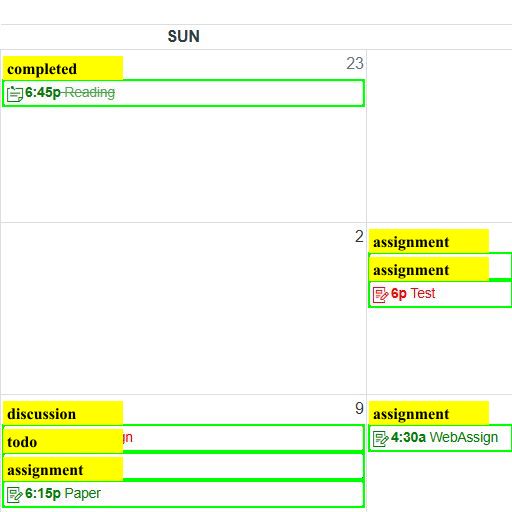 SUN
23
completed
6:45p Reading
2
assignment
assignment
6p Test
9
discussion
todo
assignment
6:15p Paper
assignment
4:30a WebAssign